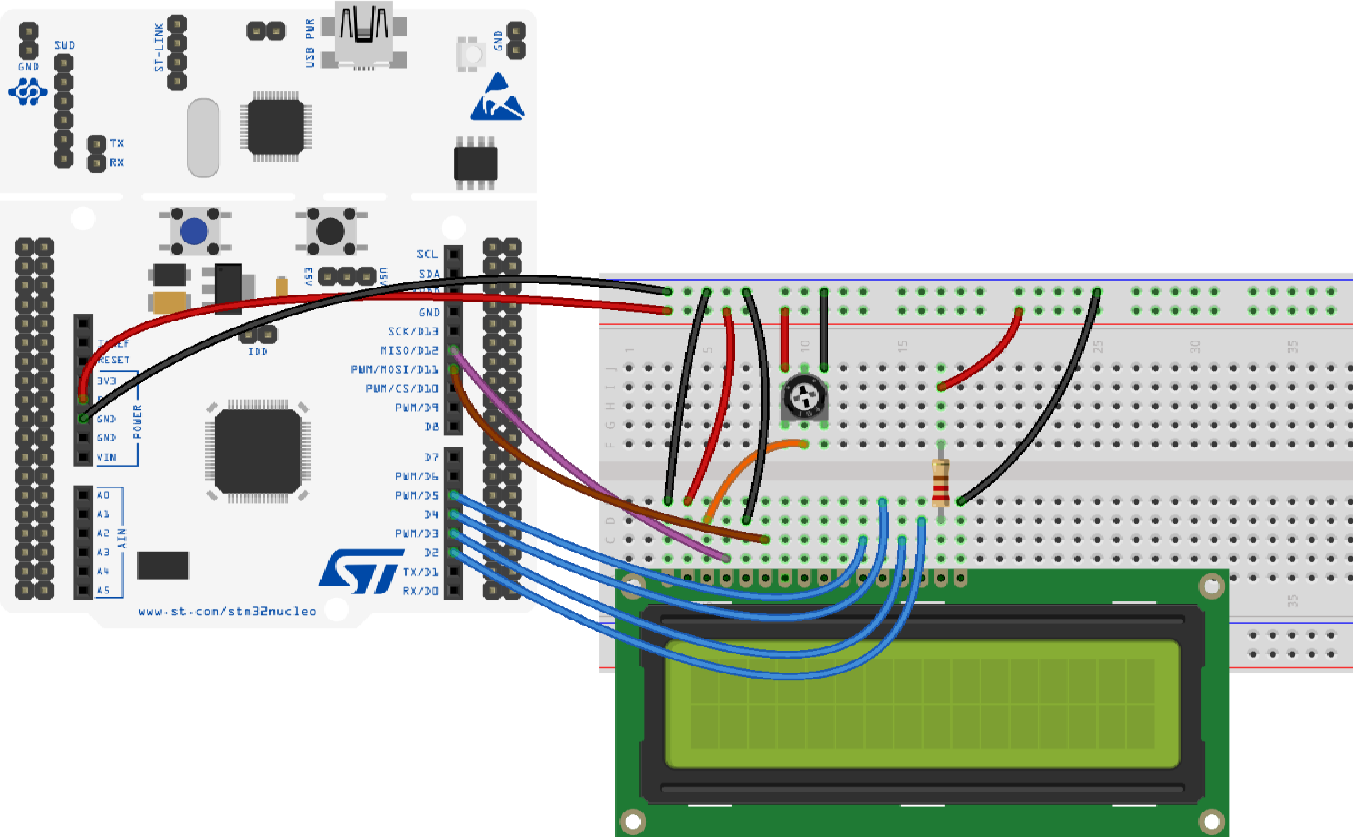 USB PWR
GND
SWD
ST-LINK
GND
TX
RX
E5V
U5V
SCL
SDA
GND
SCK/D13
MISO/D12
PWM/MOSI/D11
PWM/CS/D10
PWM/D9
D8
IDD
RESET
3V3
GND
GND
VIN
POWER
D7
PWM/D6
PWM/D5
D4
PWM/D3
D2
TX/D1
RX/D0
A0
A1
A2
A3
A4
A5
AIN
ST
www.st-com/stm32nucleo
1
5
10
15
25
30
35
J
I
H
G
F
D
C
35